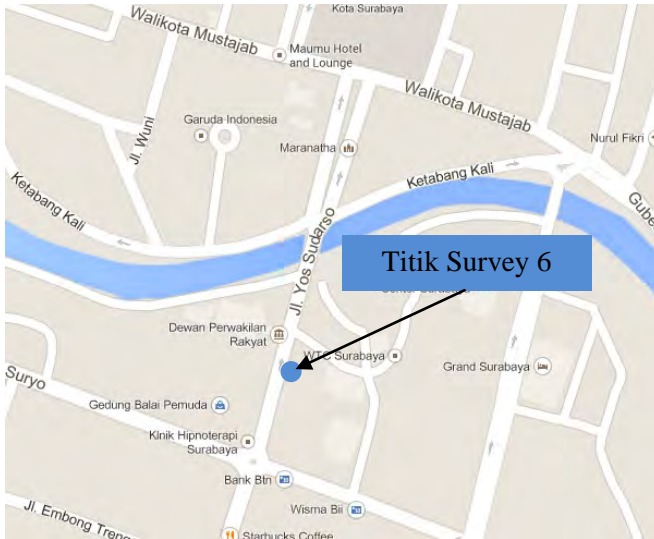 Kota Surabaya
Walikota Mustajab
Maumu Hotel
and Lounge
Walikota Mustajab
Garuda Indonesia
Jl. Wuni
Maranatha
Nurul Fikri
Ketabang Kali
Ketabang Kali
Gube
Jl. Yos Sudarso
Titik Survey 6
Dewan Perwakilan
Rakyat
WTC Surabaya
Grand Surabaya
Suryo
Gedung Balai Pemuda
Klnik Hipnoterapi
Surabaya
Bank Btn
Wisma Bii
Jl. Embong Treng
Starbucks Coffee